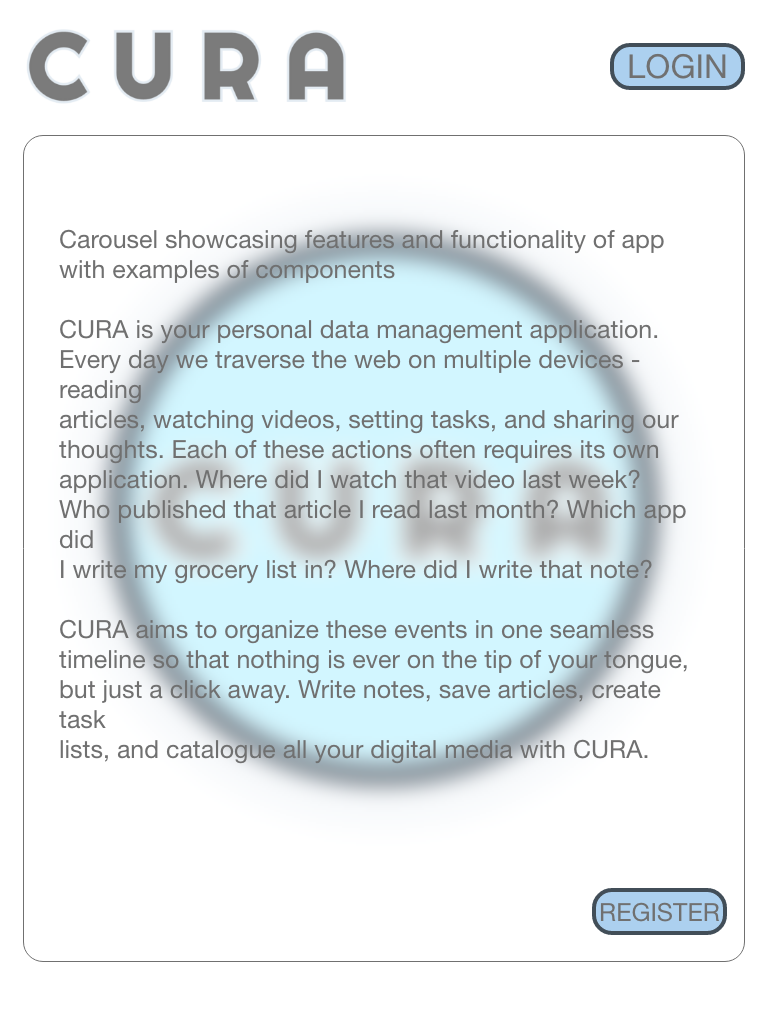 CURA
LOGIN
Carousel showcasing features and functionality of app
with examples of components
CURA is your personal data management application.
Every day we traverse the web on multiple devices -
reading
articles, watching videos, setting tasks, and sharing our
thoughts. Each of these actions often requires its own
application. Where did I watch that video last week?
Who published that article I read last month? Which app
did
I write my grocery list in? Where did I write that note?
CURA
CURA aims to organize these events in one seamless
timeline so that nothing is ever on the tip of your tongue,
but just a click away. Write notes, save articles, create
task
lists, and catalogue all your digital media with CURA.
REGISTER